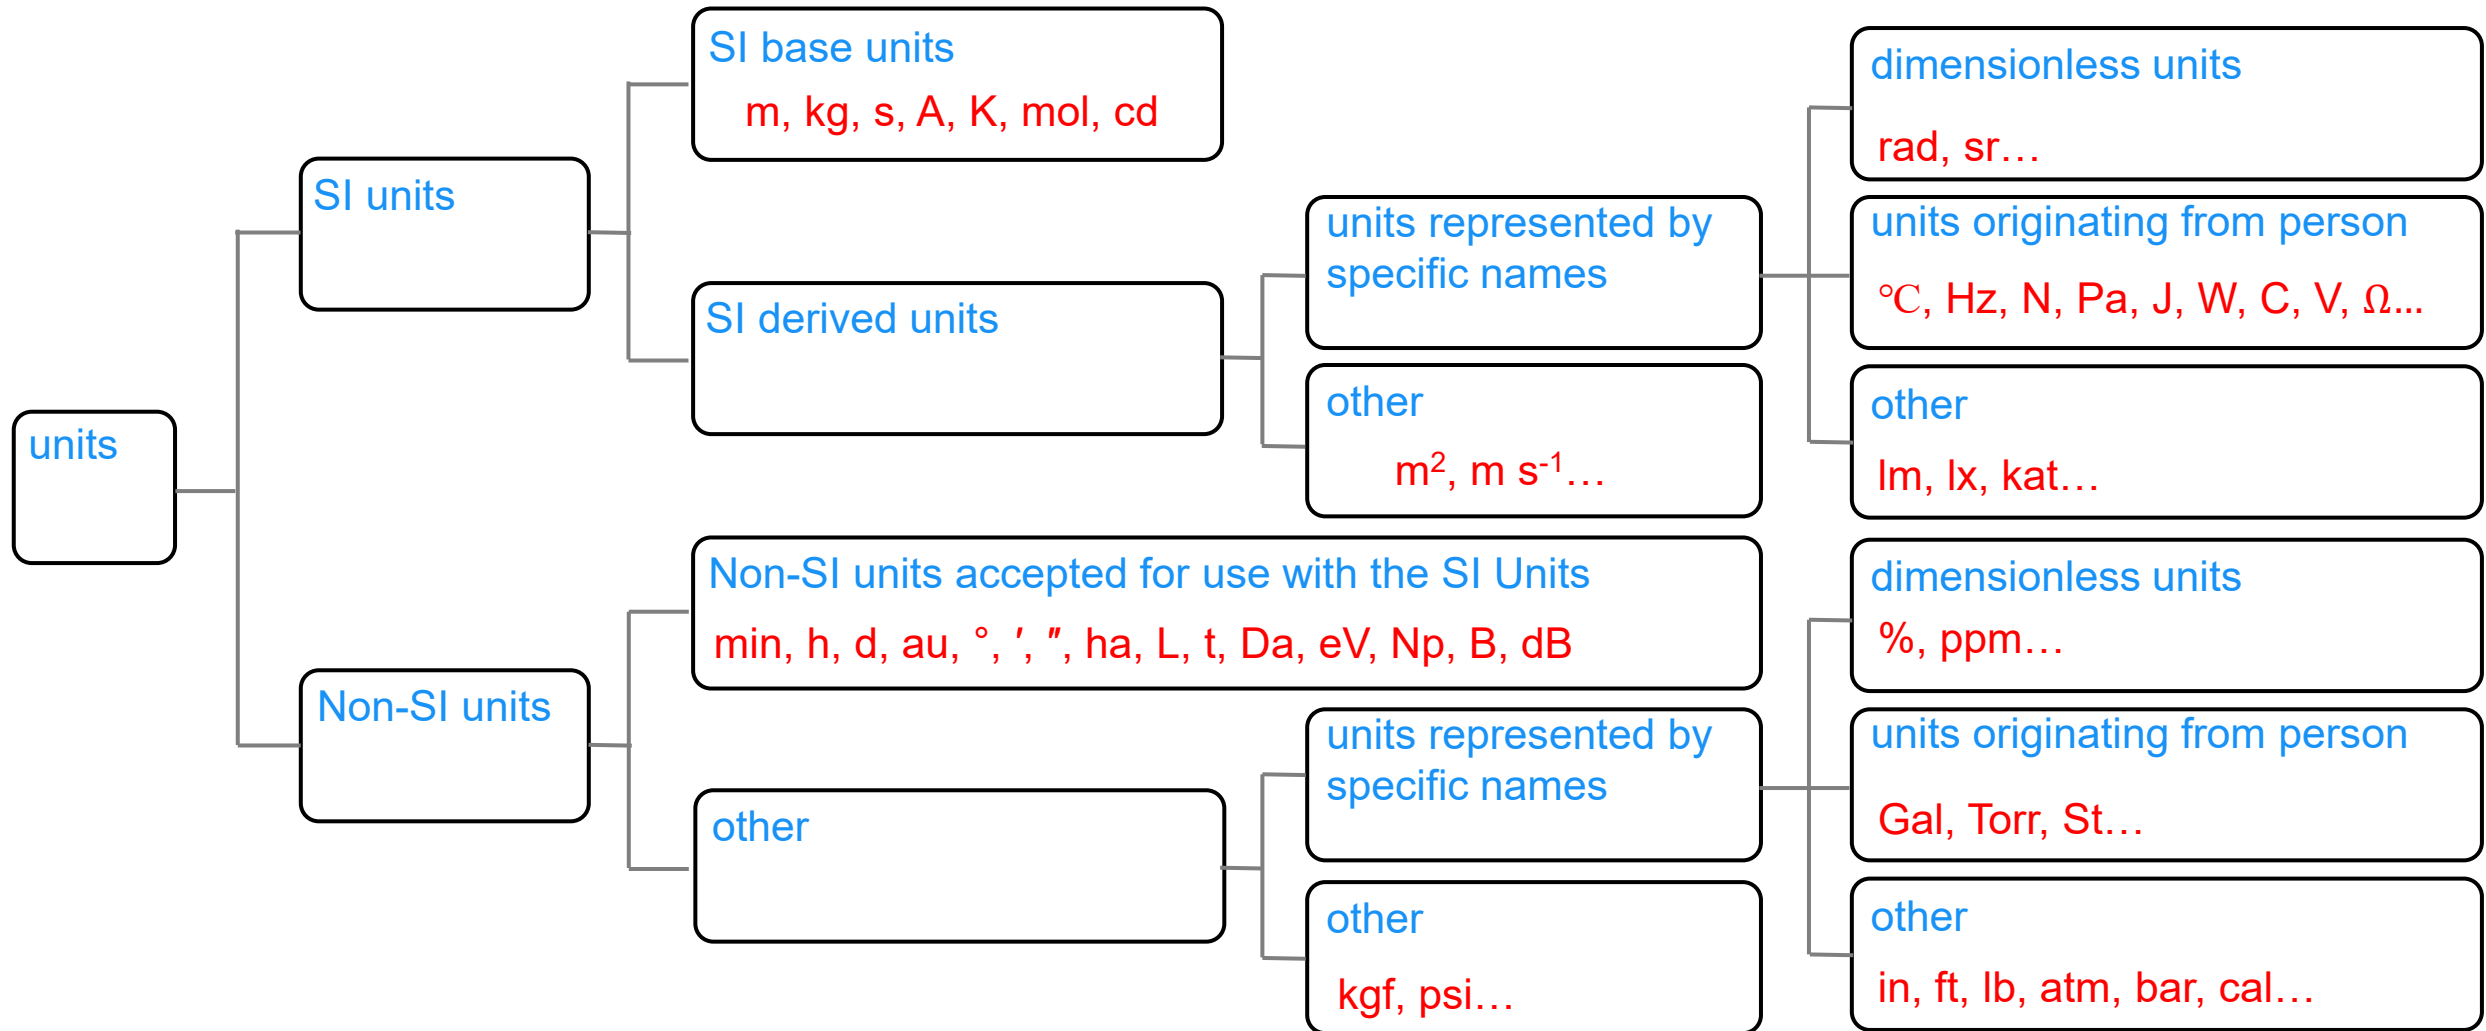 units
SI units
SI base units
m, kg, s, A, K, mol, cd
SI derived units
units represented by
specific names
dimensionless units
rad, sr…
units originating from person
℃, Hz, N, Pa, J, W, C, V, Ω...
other
lm, lx, kat…
other
m², m s⁻¹…
Non-SI units
Non-SI units accepted for use with the SI Units
min, h, d, au, °, ′, ″, ha, L, t, Da, eV, Np, B, dB
other
units represented by
specific names
dimensionless units
%, ppm…
units originating from person
Gal, Torr, St…
other
in, ft, lb, atm, bar, cal…
other
kgf, psi…